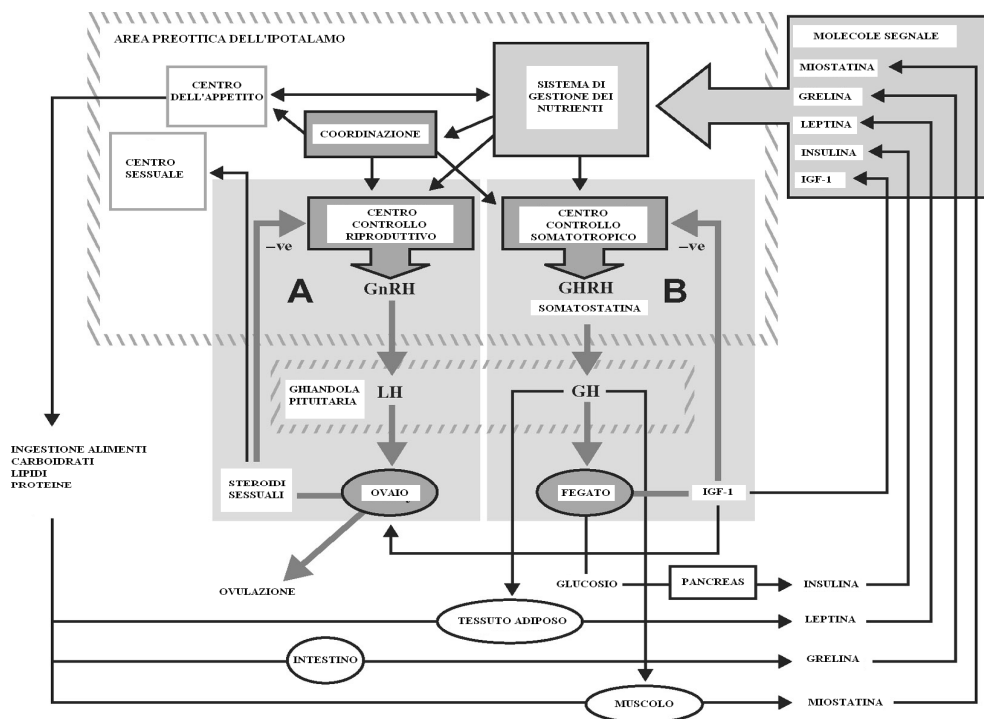 AREA PREOTTICA DELL'IPOTALAMO
MOLECOLE SEGNALE
MIOSTATINA
GRELINA
LEPTINA
INSULINA
IGF-1
CENTRO
DELL'APPETITO
SISTEMA DI
GESTIONE DEI
NUTRIENTI
COORDINAZIONE
CENTRO
SESSUALE
CENTRO
CONTROLLO
RIPRODUTTIVO
CENTRO
CONTROLLO
SOMATOTROPICO
–ve
–ve
A
GnRH
GHRH
B
SOMATOSTATINA
GHIANDOLA
PITUITARIA
LH
GH
INGESTIONE ALIMENTI
CARBOIDRATI
LIPIDI
PROTEINE
STEROIDI
SESSUALI
OVAIO
FEGATO
IGF-1
OVULAZIONE
GLUCOSIO
PANCREAS
INSULINA
TESSUTO ADIPOSO
LEPTINA
INTESTINO
GRELINA
MUSCOLO
MIOSTATINA